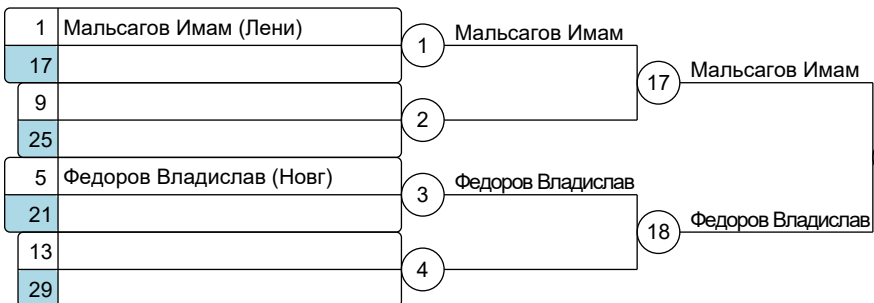 1 Мальсагов Имам (Лени)
17
1 Мальсагов Имам
9
25
2
17 Мальсагов Имам
5 Федоров Владислав (Новг)
21
3 Федоров Владислав
13
29
4
18 Федоров Владислав